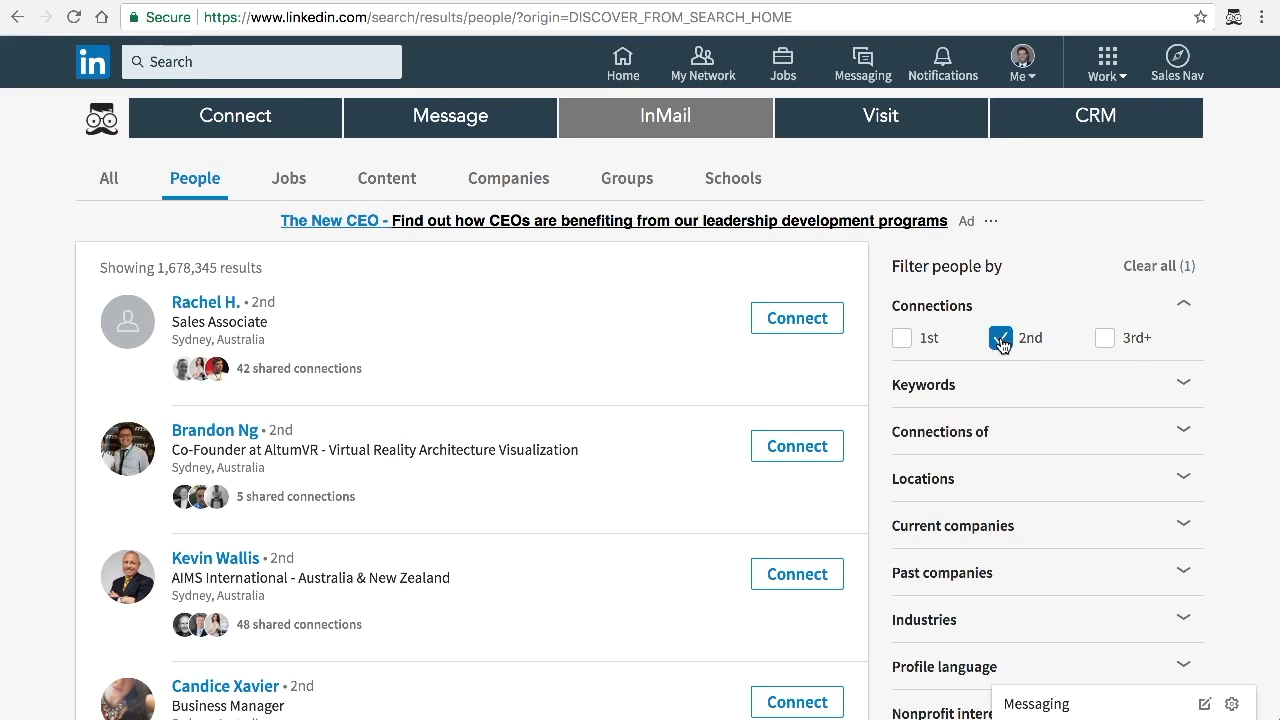 Secure https://www.linkedin.com/search/results/people/?origin=DISCOVER_FROM_SEARCH_HOME
in Search Home My Network Jobs Messaging Notifications Me Work Sales Nav
Connect Message InMail Visit CRM
All People Jobs Content Companies Groups Schools
The New CEO - Find out how CEOs are benefiting from our leadership development programs Ad ...
Showing 1,678,345 results
Rachel H. • 2nd
Sales Associate
Sydney, Australia
42 shared connections
Connect
Brandon Ng • 2nd
Co-Founder at AltumVR - Virtual Reality Architecture Visualization
Sydney, Australia
5 shared connections
Connect
Kevin Wallis • 2nd
AIMS International - Australia & New Zealand
Sydney, Australia
48 shared connections
Connect
Candice Xavier • 2nd
Business Manager
Connect
Filter people by Clear all (1)
Connections
1st 2nd 3rd+
Keywords
Connections of
Locations
Current companies
Past companies
Industries
Profile language
Nonprofit
Messaging